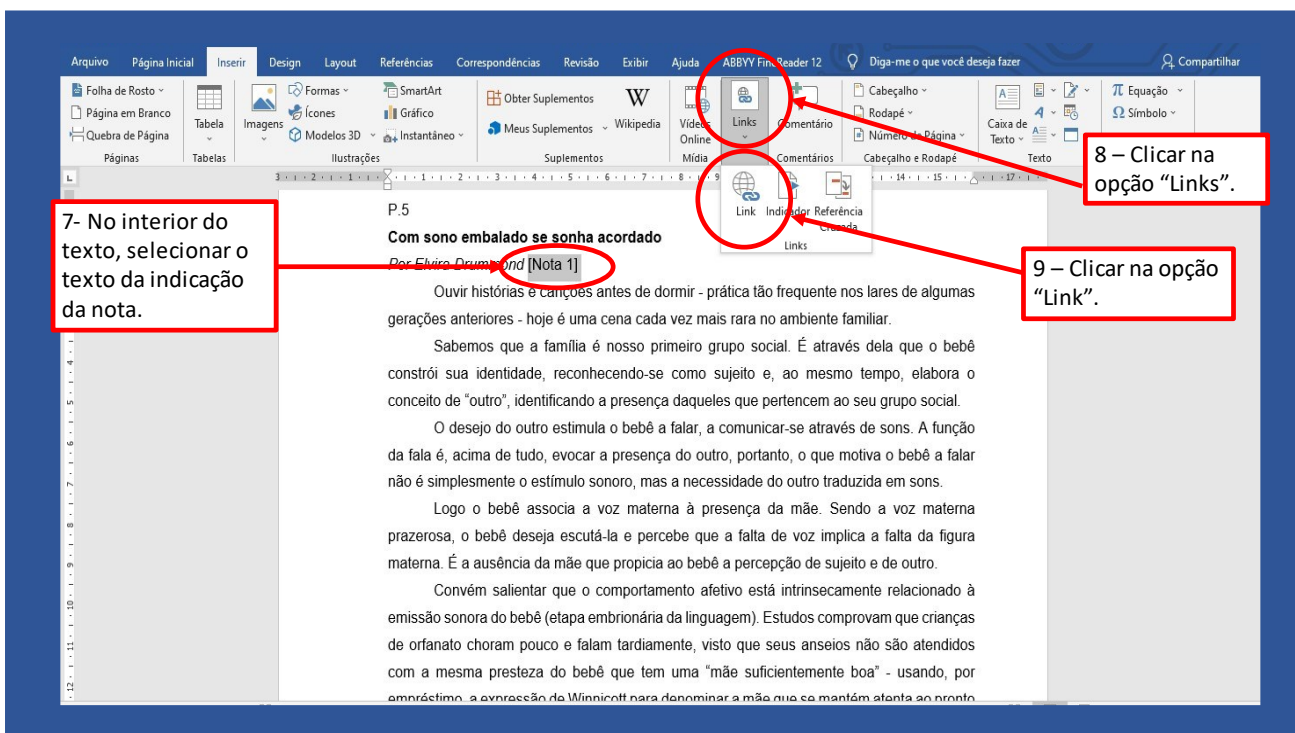 Arquivo Página Inicial Inserir Design Layout Referências Correspondências Revisão Exibir Ajuda ABBYY FineReader 12 Diga-me o que você deseja fazer Compartilhar
Folha de Rosto
Página em Branco
Quebra de Página
Páginas
Tabela
Tabelas
Imagens
Formas
Ícones
Modelos 3D
SmartArt
Gráfico
Instantâneo
Ilustrações
Obter Suplementos
Meus Suplementos
Wikipedia
Suplementos
Vídeos
Online
Mídia
Links
Comentário
Comentários
Cabeçalho
Rodapé
Número de Página
Cabeçalho e Rodapé
Caixa de
Texto
Texto
Equação
Símbolo
Link
Indicador
Referência
Cruzada
Links
8 – Clicar na
opção “Links”.
7- No interior do
texto, selecionar o
texto da indicação
da nota.
9 – Clicar na opção
“Link”.
P.5
Com sono embalado se sonha acordado
Por Elvira Drummond [Nota 1]
Ouvir histórias e canções antes de dormir - prática tão frequente nos lares de algumas
gerações anteriores - hoje é uma cena cada vez mais rara no ambiente familiar.
Sabemos que a família é nosso primeiro grupo social. É através dela que o bebê
constrói sua identidade, reconhecendo-se como sujeito e, ao mesmo tempo, elabora o
conceito de “outro”, identificando a presença daqueles que pertencem ao seu grupo social.
O desejo do outro estimula o bebê a falar, a comunicar-se através de sons. A função
da fala é, acima de tudo, evocar a presença do outro, portanto, o que motiva o bebê a falar
não é simplesmente o estímulo sonoro, mas a necessidade do outro traduzida em sons.
Logo o bebê associa a voz materna à presença da mãe. Sendo a voz materna
prazerosa, o bebê deseja escutá-la e percebe que a falta de voz implica a falta da figura
materna. É a ausência da mãe que propicia ao bebê a percepção de sujeito e de outro.
Convém salientar que o comportamento afetivo está intrinsecamente relacionado à
emissão sonora do bebê (etapa embrionária da linguagem). Estudos comprovam que crianças
de orfanato choram pouco e falam tardiamente, visto que seus anseios não são atendidos
com a mesma presteza do bebê que tem uma “mãe suficientemente boa” - usando, por
empréstimo, a expressão de Winnicott para denominar a mãe que se mantém atenta ao pronto